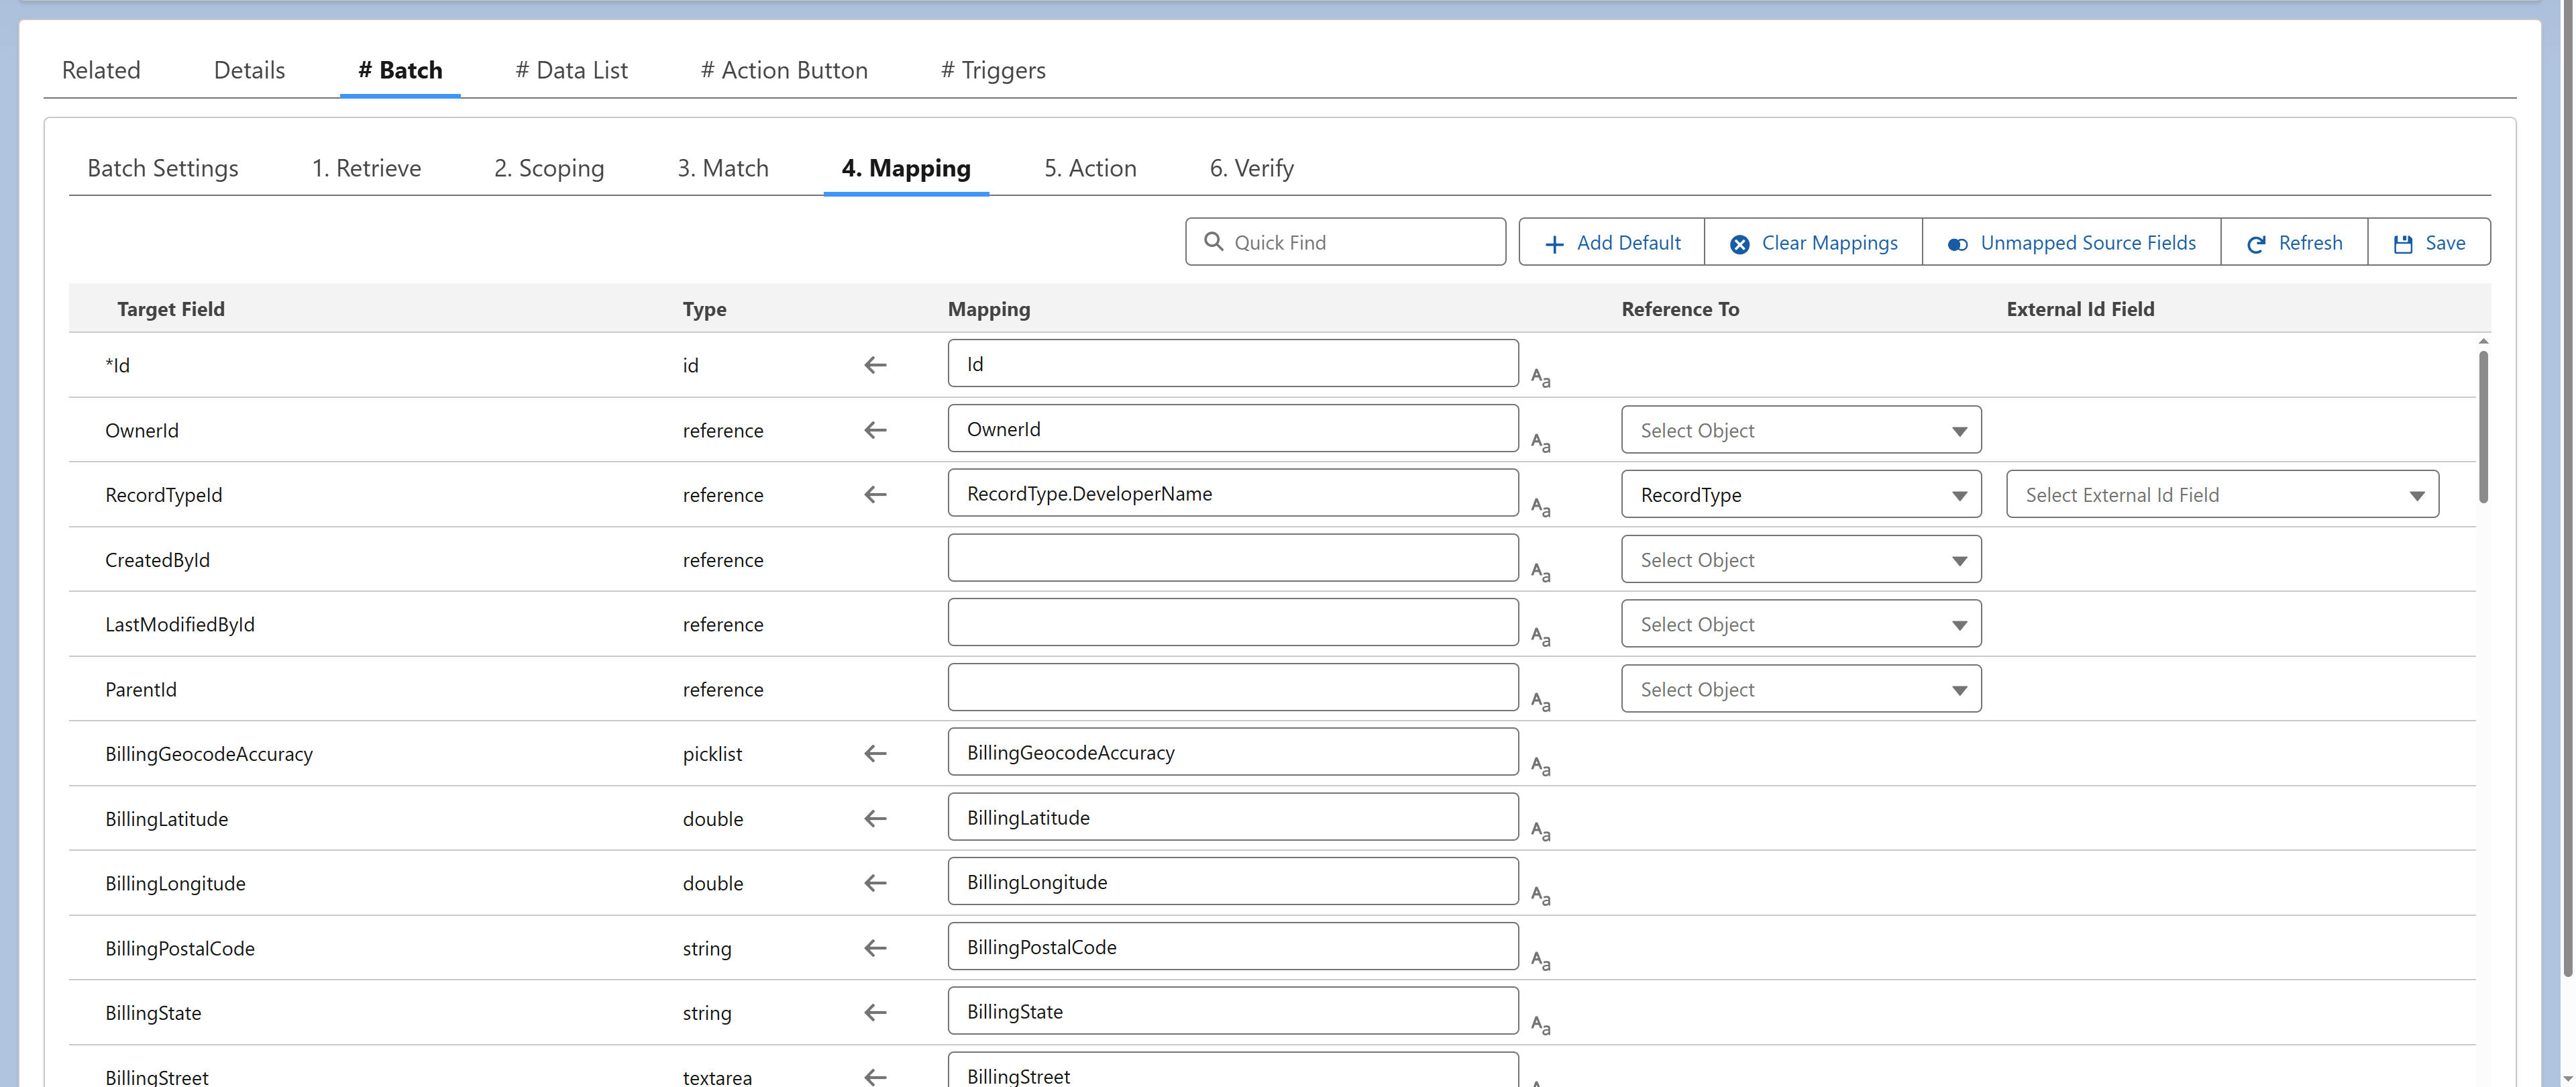 Related Details # Batch # Data List # Action Button # Triggers
Batch Settings 1. Retrieve 2. Scoping 3. Match 4. Mapping 5. Action 6. Verify
Quick Find Add Default Clear Mappings Unmapped Source Fields Refresh Save
Target Field Type Mapping Reference To External Id Field
*Id id Id Aa
OwnerId reference OwnerId Aa Select Object
RecordTypeId reference RecordType.DeveloperName Aa RecordType Select External Id Field
CreatedById reference Aa Select Object
LastModifiedById reference Aa Select Object
ParentId reference Aa Select Object
BillingGeocodeAccuracy picklist BillingGeocodeAccuracy Aa
BillingLatitude double BillingLatitude Aa
BillingLongitude double BillingLongitude Aa
BillingPostalCode string BillingPostalCode Aa
BillingState string BillingState Aa
BillingStreet textarea BillingStreet